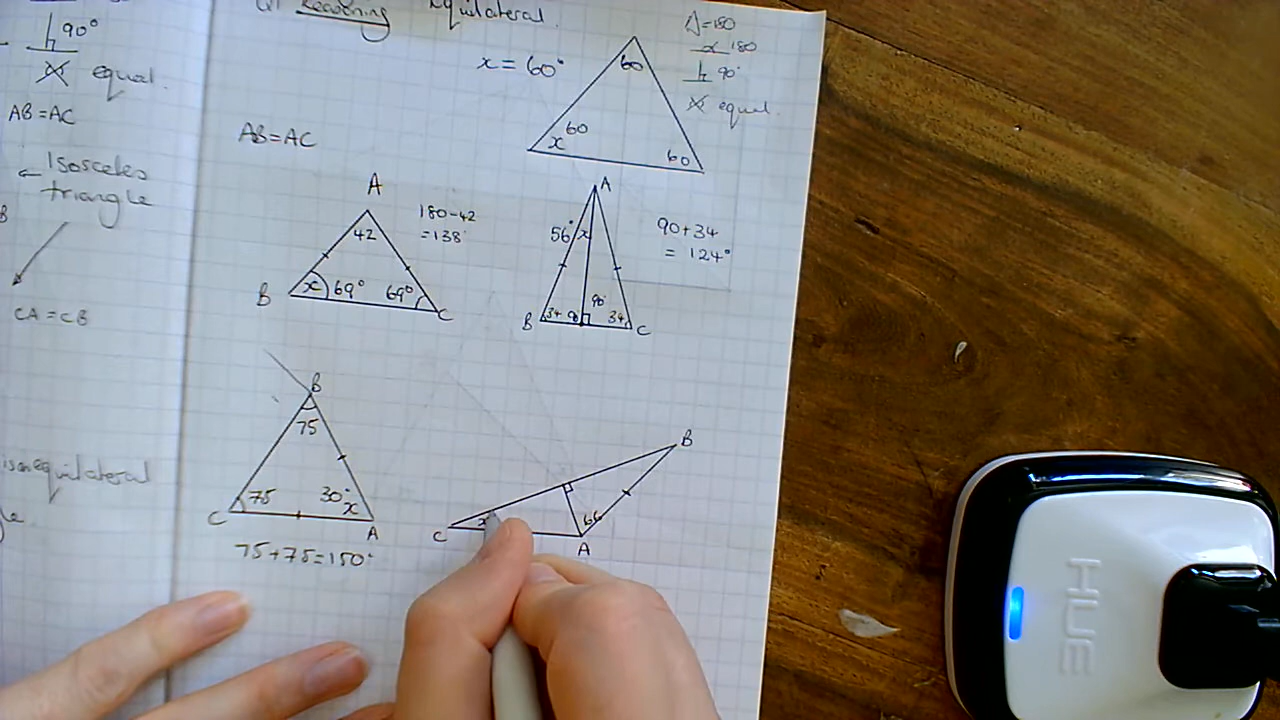 90°
equal
AB=AC
← Isosceles
triangle
B
CA = CB
Q1 Reasoning Equilateral.
x = 60°
60
x 60
60
Δ=180
180
90°
equal
AB=AC
A
42
B
x 69° 69°
C
180-42
=138°
A
56° x
90°
B 34 90 34 C
90+34
= 124°
B
75
C 75 30° x
A
75+75=150°
B
66
C x
A
HUE